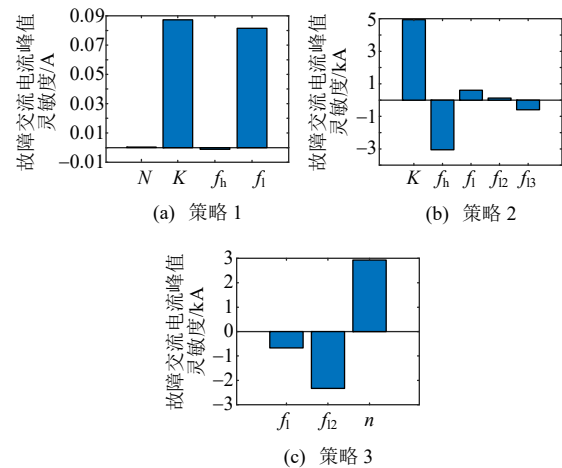 故障交流电流峰值
灵敏度/A
0.09
0.07
0.05
0.03
0.01
−0.01
N K fh fl
(a) 策略1
故障交流电流峰值
灵敏度/kA
5
3
1
−1
−3
K fh fl fl2 fl3
(b) 策略2
故障交流电流峰值
灵敏度/kA
3
2
1
0
−1
−2
−3
fl fl2 n
(c) 策略3